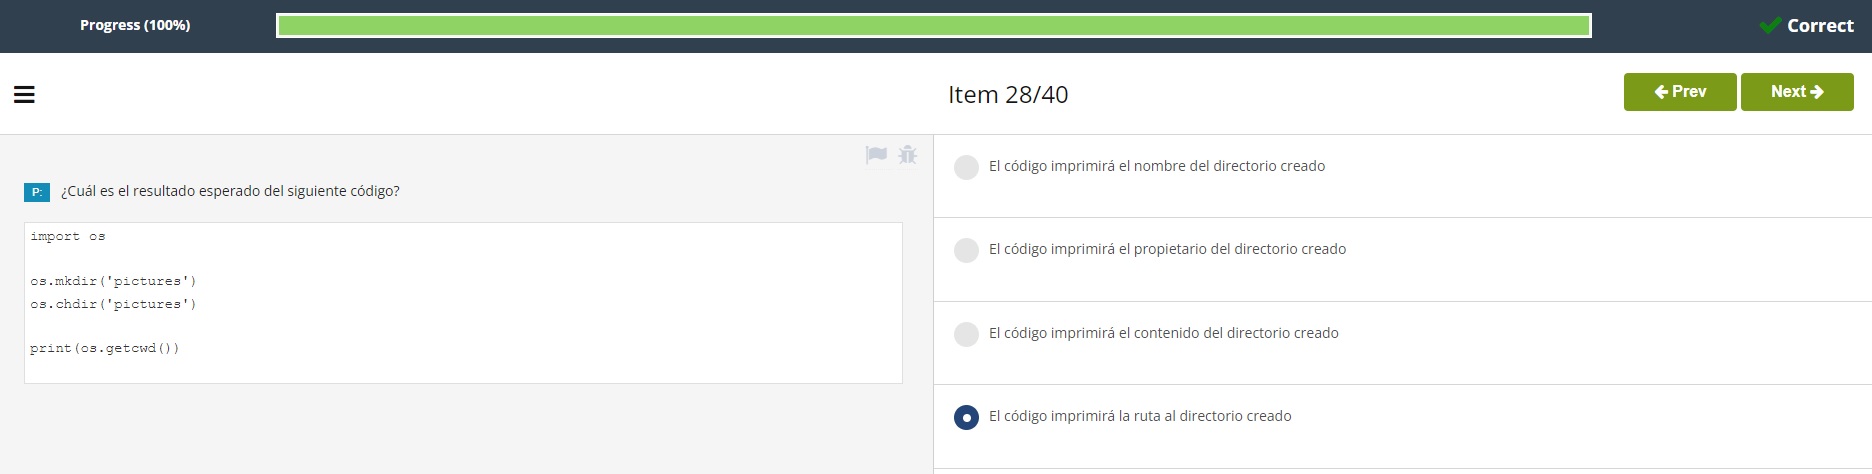 Progress (100%)
Correct
Item 28/40
Prev
Next
P:
¿Cuál es el resultado esperado del siguiente código?
import os
os.mkdir('pictures')
os.chdir('pictures')
print(os.getcwd())
El código imprimirá el nombre del directorio creado
El código imprimirá el propietario del directorio creado
El código imprimirá el contenido del directorio creado
El código imprimirá la ruta al directorio creado